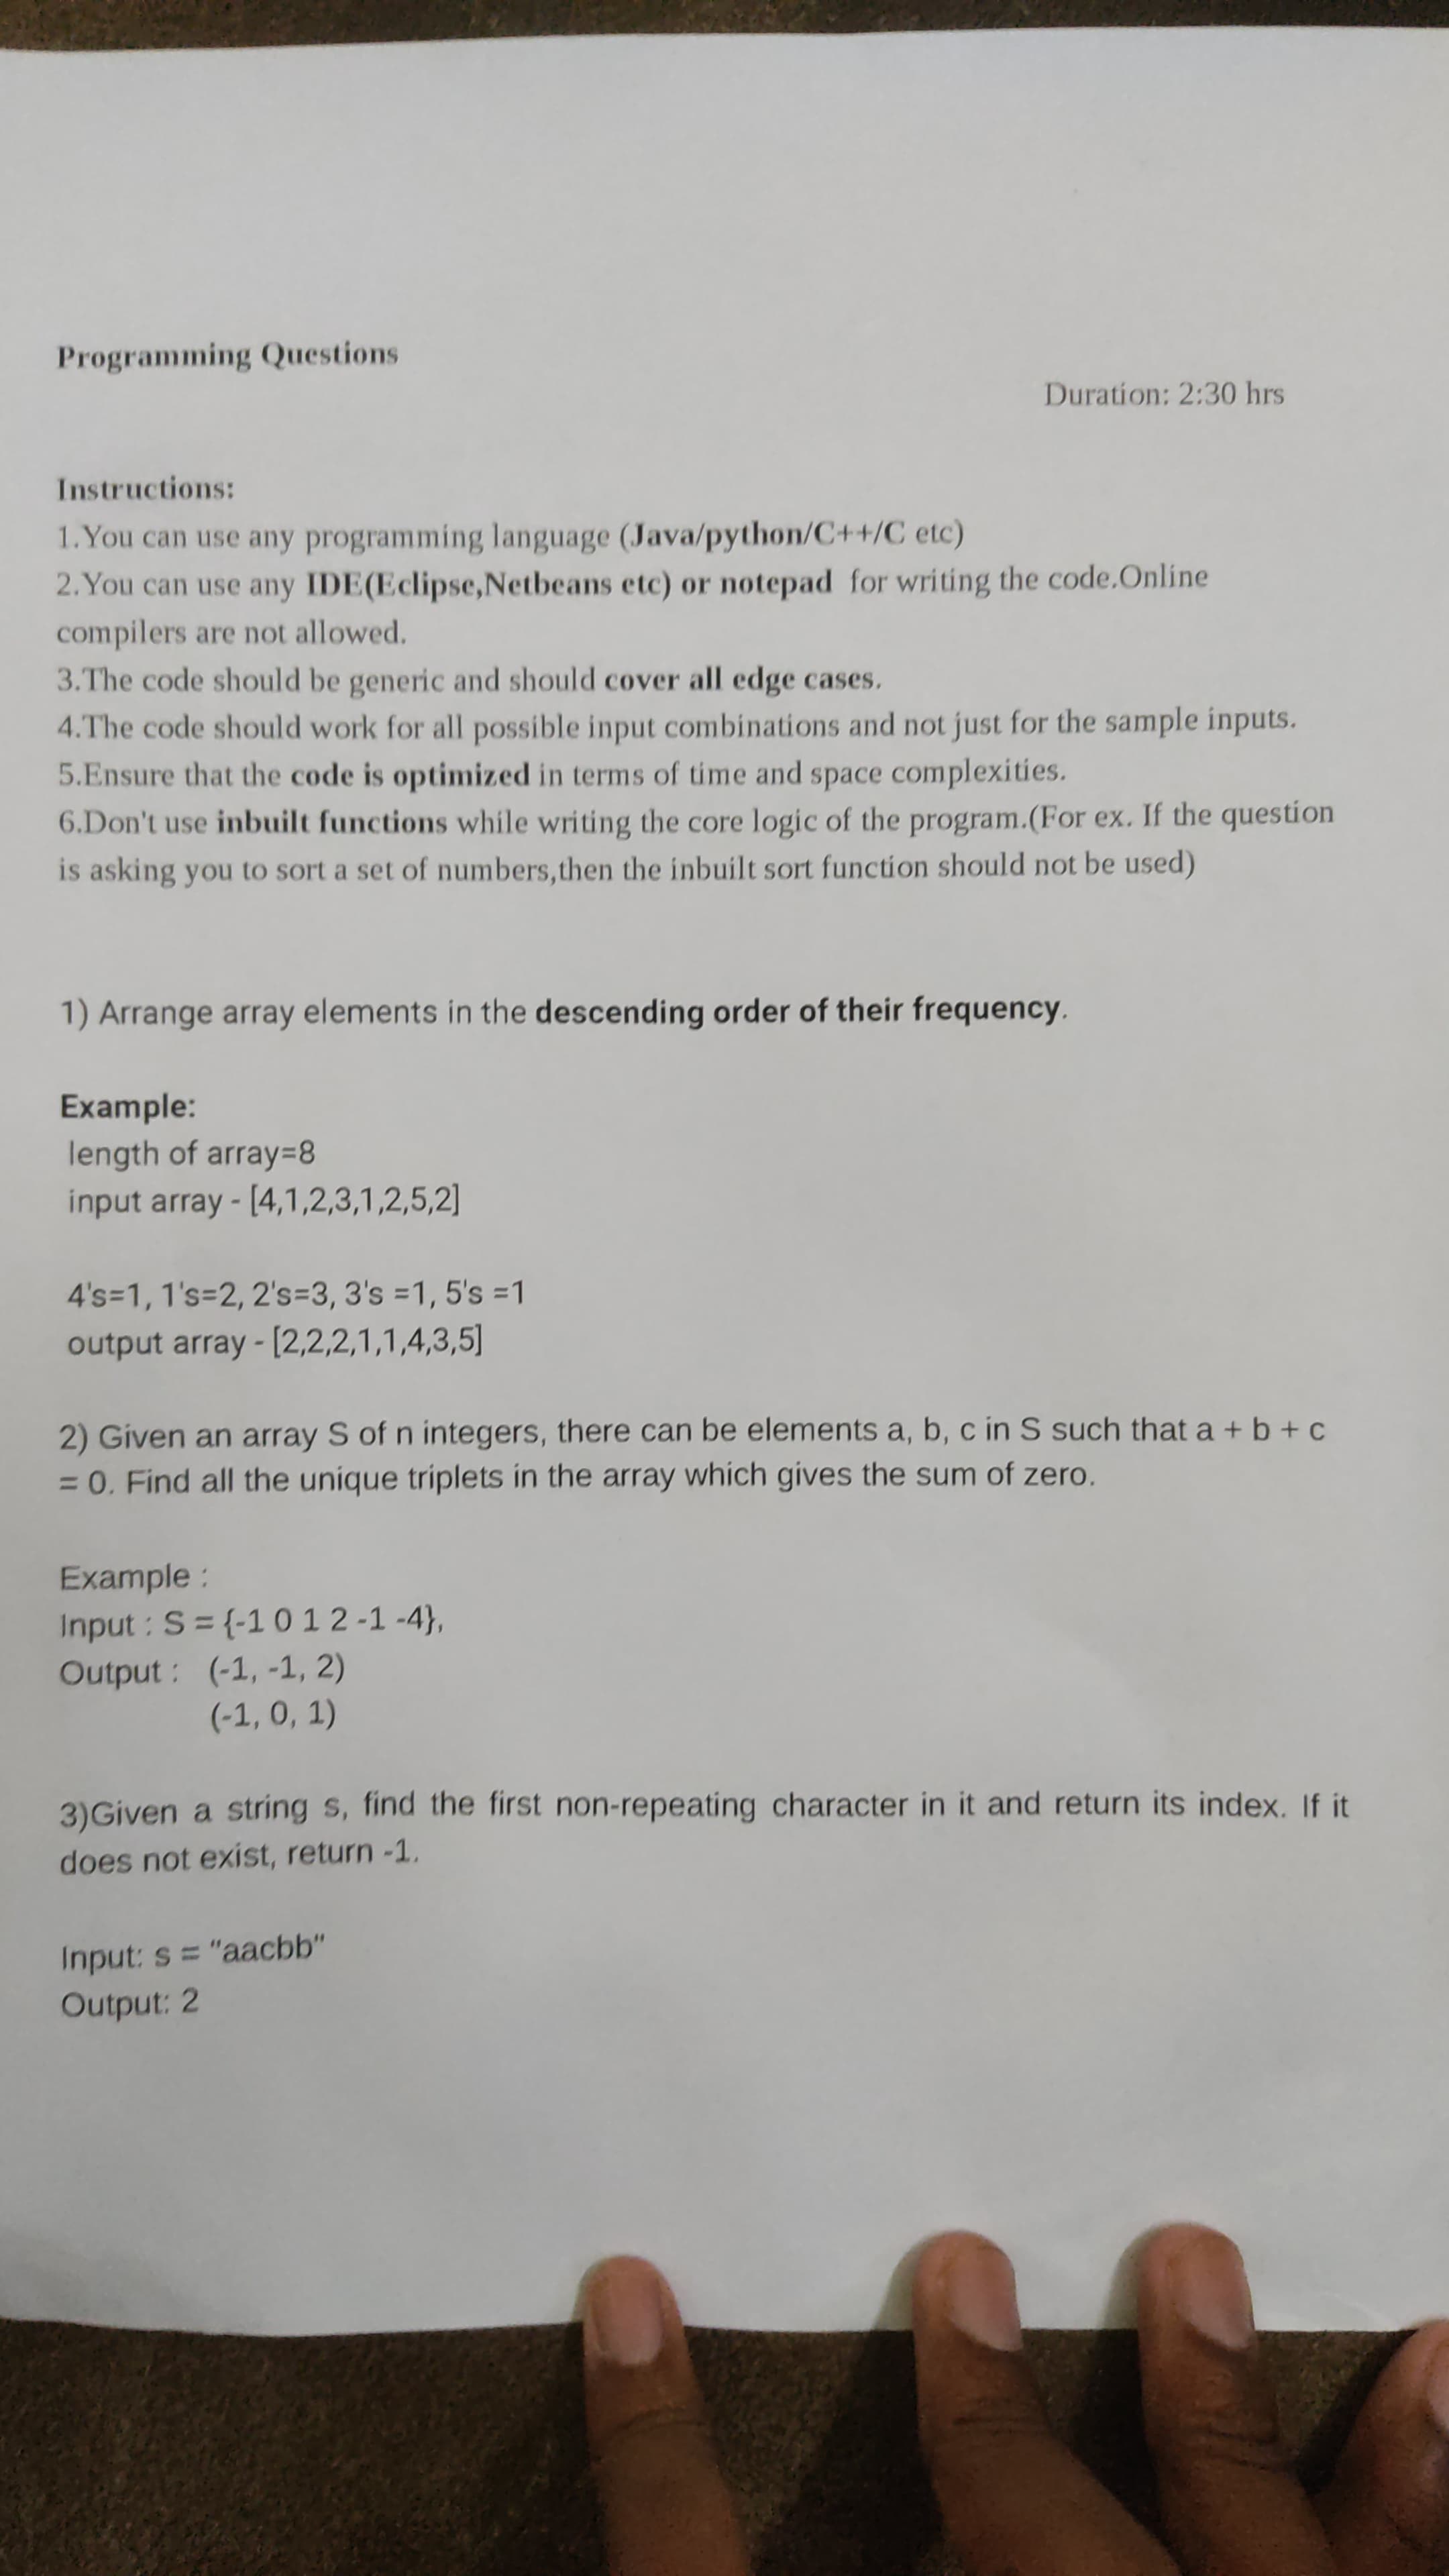 Programming Questions
Duration: 2:30 hrs
Instructions:
1.You can use any programming language (Java/python/C++/C etc)
2.You can use any IDE(Eclipse,Netbeans etc) or notepad for writing the code.Online
compilers are not allowed.
3.The code should be generic and should cover all edge cases.
4.The code should work for all possible input combinations and not just for the sample inputs.
5.Ensure that the code is optimized in terms of time and space complexities.
6.Don't use inbuilt functions while writing the core logic of the program.(For ex. If the question
is asking you to sort a set of numbers,then the inbuilt sort function should not be used)
1) Arrange array elements in the descending order of their frequency.
Example:
length of array=8
input array - [4,1,2,3,1,2,5,2]
4's=1, 1's=2, 2's=3, 3's =1, 5's =1
output array - [2,2,2,1,1,4,3,5]
2) Given an array S of n integers, there can be elements a, b, c in S such that a + b + c
= 0. Find all the unique triplets in the array which gives the sum of zero.
Example :
Input : S = {-1 0 1 2 -1 -4},
Output : (-1, -1, 2)
(-1, 0, 1)
3)Given a string s, find the first non-repeating character in it and return its index. If it
does not exist, return -1.
Input: s = "aacbb"
Output: 2